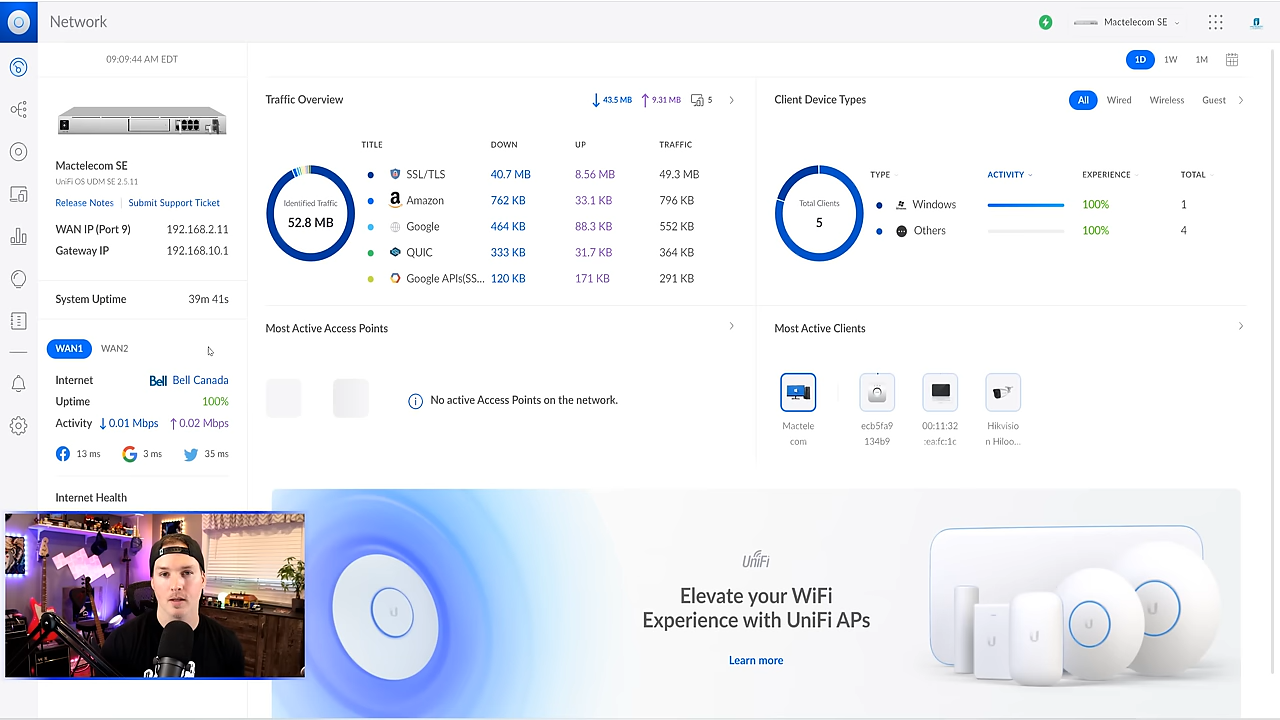 Network
Mactelecom SE
09:09:44 AM EDT
1D 1W 1M
Mactelecom SE
UniFi OS UDM SE 2.5.11
Release Notes | Submit Support Ticket
WAN IP (Port 9) 192.168.2.11
Gateway IP 192.168.10.1
System Uptime 39m 41s
WAN1 WAN2
Internet Bell Bell Canada
Uptime 100%
Activity 0.01 Mbps 0.02 Mbps
13 ms 3 ms 35 ms
Internet Health
Traffic Overview 43.5 MB 9.31 MB 5
TITLE DOWN UP TRAFFIC
Identified Traffic
52.8 MB
SSL/TLS 40.7 MB 8.56 MB 49.3 MB
Amazon 762 KB 33.1 KB 796 KB
Google 464 KB 88.3 KB 552 KB
QUIC 333 KB 31.7 KB 364 KB
Google APIs(SS... 120 KB 171 KB 291 KB
Client Device Types All Wired Wireless Guest
TYPE ACTIVITY EXPERIENCE TOTAL
Total Clients
5
Windows 100% 1
Others 100% 4
Most Active Access Points
No active Access Points on the network.
Most Active Clients
Mactele
com
ecb5fa9
134b9
00:11:32
:ea:fc:1c
Hikvisio
n Hiloo...
UniFi
Elevate your WiFi
Experience with UniFi APs
Learn more